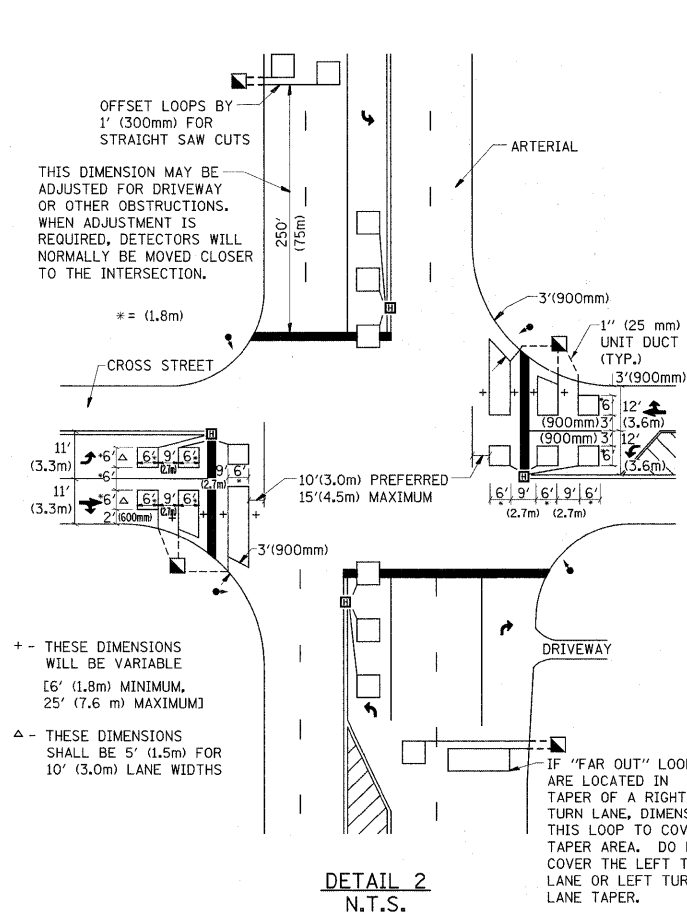 OFFSET LOOPS BY
1' (300mm) FOR
STRAIGHT SAW CUTS
THIS DIMENSION MAY BE
ADJUSTED FOR DRIVEWAY
OR OTHER OBSTRUCTIONS.
WHEN ADJUSTMENT IS
REQUIRED, DETECTORS WILL
NORMALLY BE MOVED CLOSER
TO THE INTERSECTION.
* = (1.8m)
250'
(75m)
ARTERIAL
CROSS STREET
3'(900mm)
1" (25 mm)
UNIT DUCT
(TYP.)
3'(900mm)
*6'
12'
(3.6m)
(900mm) 3'
(900mm) 3'
12'
*6'
(3.6m)
6' 9' 6' 9' 6'
* * *
(2.7m) (2.7m)
H
H
H
H
11'
(3.3m)
*6' △ 6' 9' 6'
* (2.7m) *
*6'
9' 6'
(2.7m) *
11'
(3.3m)
*6' △ 6' 9' 6'
* (2.7m) *
2' (600mm)
10'(3.0m) PREFERRED
15'(4.5m) MAXIMUM
3'(900mm)
+ - THESE DIMENSIONS
WILL BE VARIABLE
[6' (1.8m) MINIMUM,
25' (7.6 m) MAXIMUM]
△ - THESE DIMENSIONS
SHALL BE 5' (1.5m) FOR
10' (3.0m) LANE WIDTHS
DRIVEWAY
IF "FAR OUT" LOO
ARE LOCATED IN
TAPER OF A RIGHT
TURN LANE, DIMENS
THIS LOOP TO COV
TAPER AREA. DO
COVER THE LEFT T
LANE OR LEFT TUR
LANE TAPER.
DETAIL 2
N.T.S.